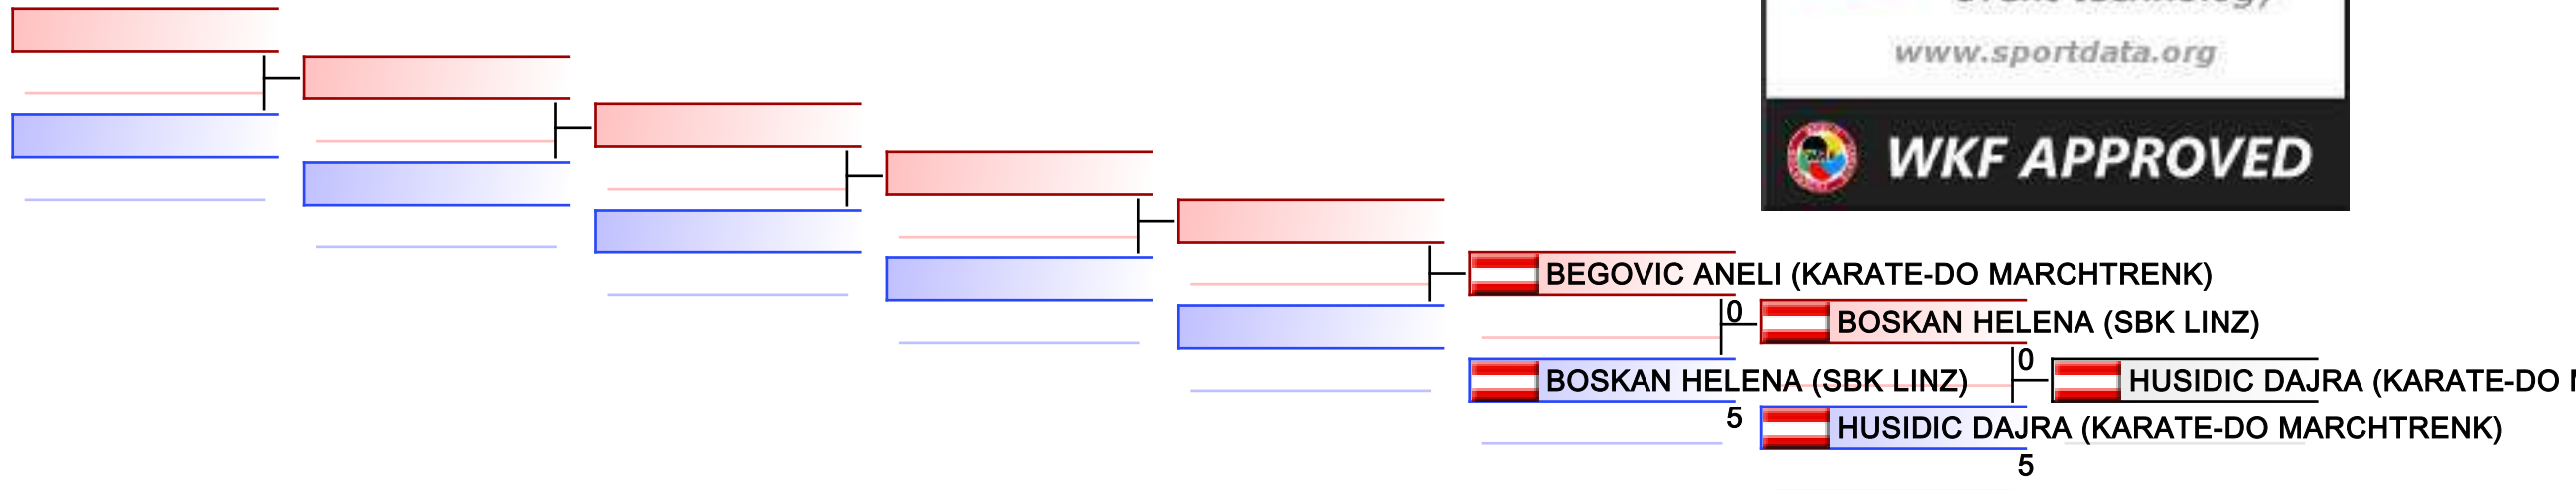 www.sportdata.org
WKF APPROVED
BEGOVIC ANELI (KARATE-DO MARCHTRENK)
0
BOSKAN HELENA (SBK LINZ)
0
BOSKAN HELENA (SBK LINZ)
HUSIDIC DAJRA (KARATE-DO
5
HUSIDIC DAJRA (KARATE-DO MARCHTRENK)
5